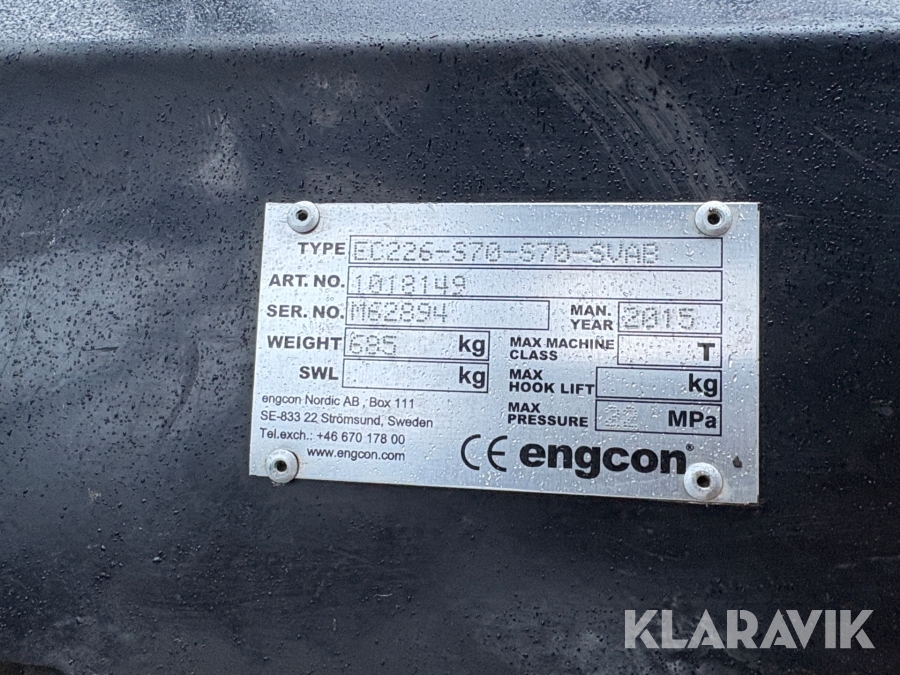 TYPE EC226-S70-S70-SVAB
ART. NO. 1018149
SER. NO. M62894 MAN. YEAR 2015
WEIGHT 685 kg MAX MACHINE CLASS T
SWL kg MAX HOOK LIFT kg
MAX PRESSURE 22 MPa
engcon Nordic AB , Box 111
SE-833 22 Strömsund, Sweden
Tel.exch.: +46 670 178 00
www.engcon.com
CE engcon®
KLARAVIK